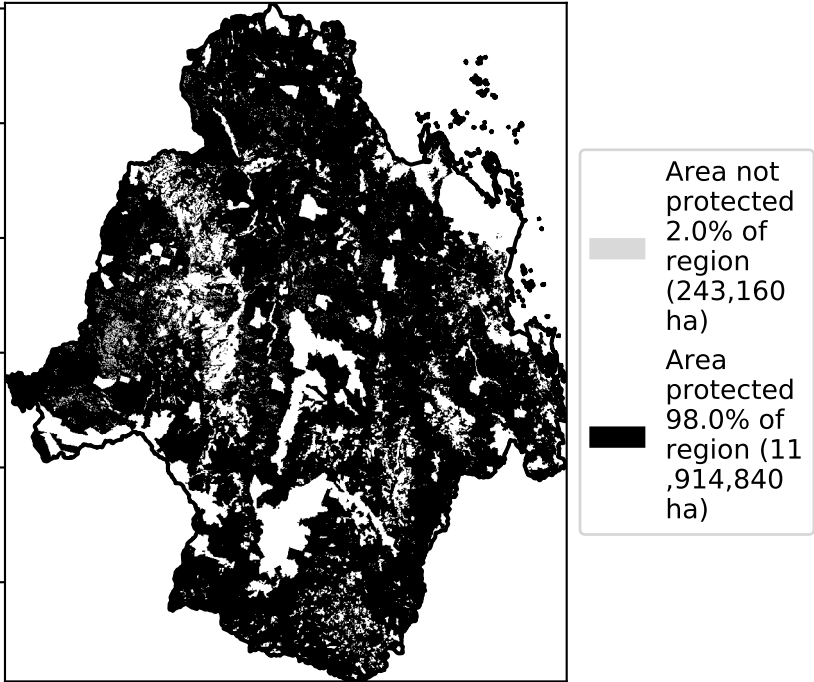 Area not
protected
2.0% of
region
(243,160
ha)
Area
protected
98.0% of
region (11
,914,840
ha)